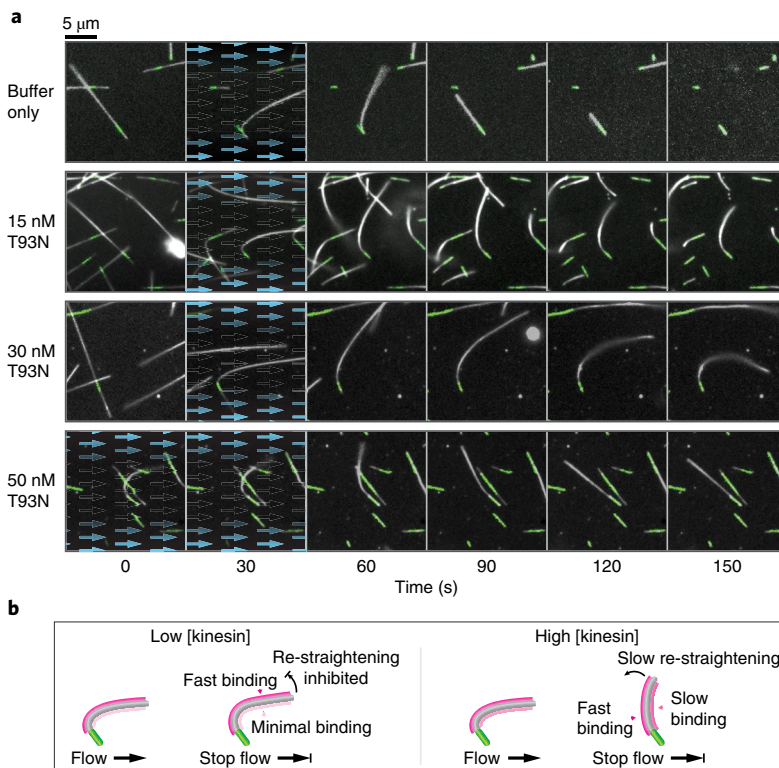 a
5 μm
Buffer
only
15 nM
T93N
30 nM
T93N
50 nM
T93N
0 30 60 90 120 150
Time (s)
b
Low [kinesin]
High [kinesin]
Re-straightening
inhibited
Fast binding
Minimal binding
Flow
Stop flow
Slow re-straightening
Fast
binding
Slow
binding
Flow
Stop flow